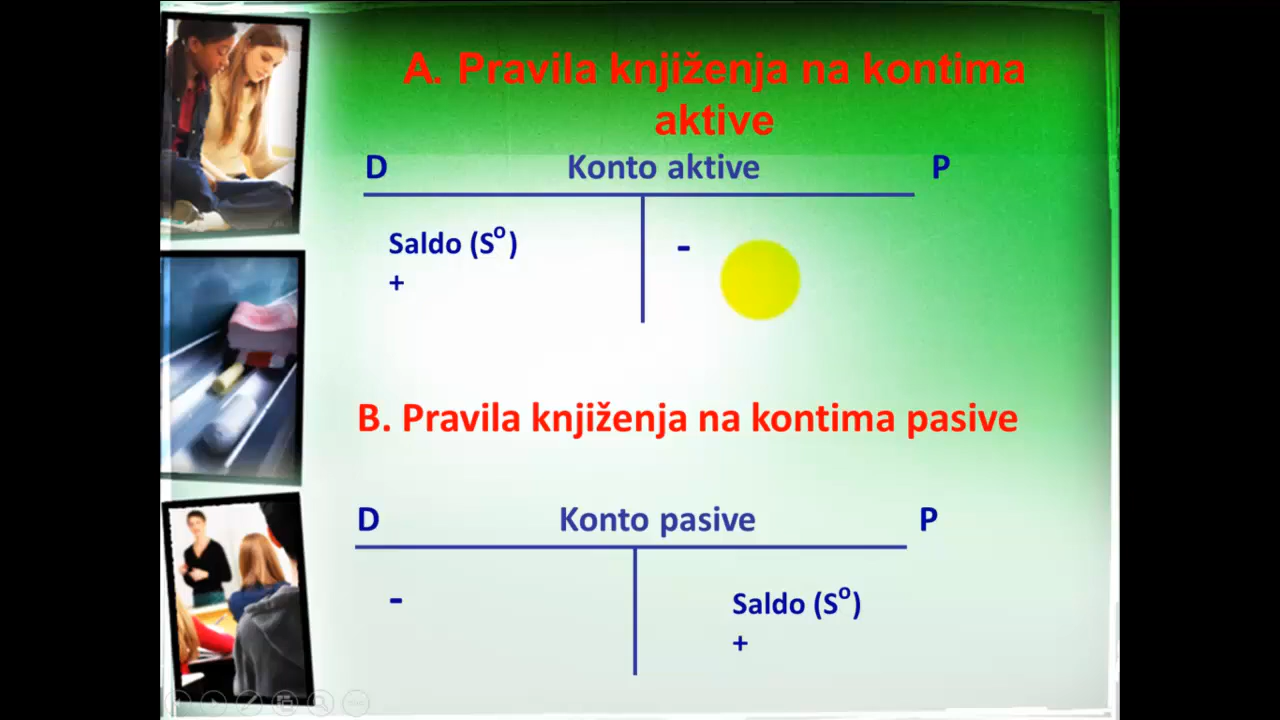 A. Pravila knjiženja na kontima
aktive
D Konto aktive P
Saldo (Sº) -
+
B. Pravila knjiženja na kontima pasive
D Konto pasive P
- Saldo (Sº)
+